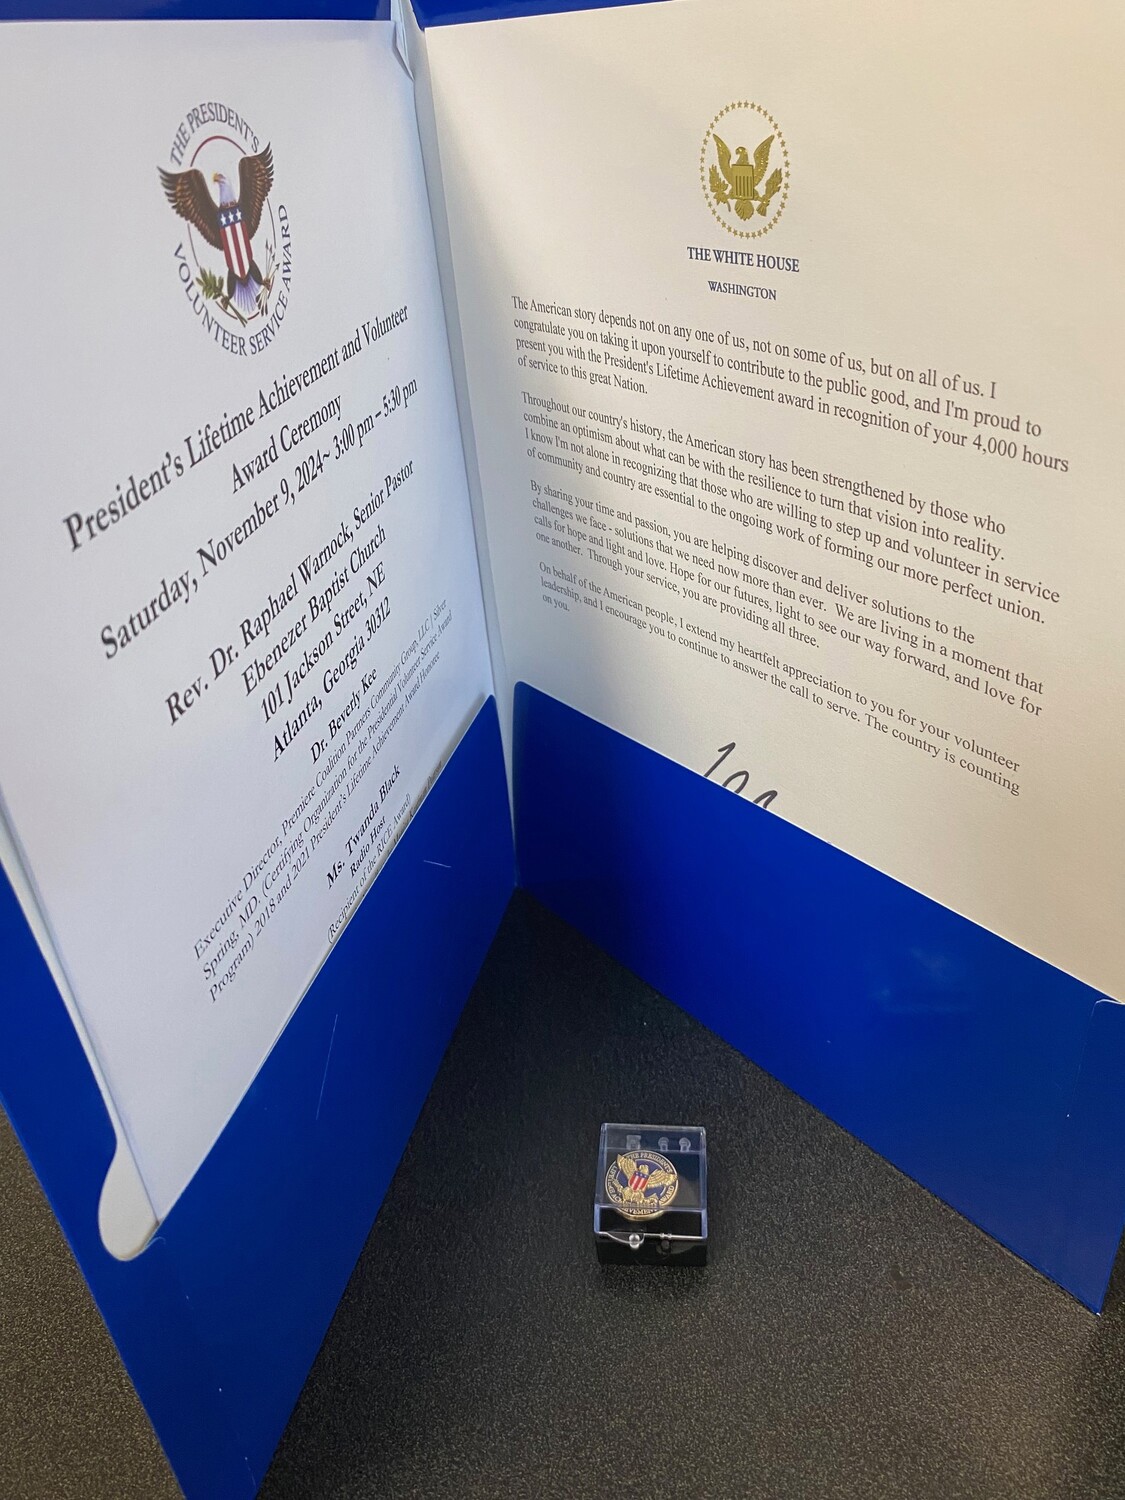 THE PRESIDENT'S
VOLUNTEER SERVICE AWARD
President's Lifetime Achievement and Volunteer
Award Ceremony
Saturday, November 9, 2024~ 3:00 pm – 5:30 pm
Rev. Dr. Raphael Warnock, Senior Pastor
Ebenezer Baptist Church
101 Jackson Street, NE
Atlanta, Georgia 30312
Dr. Beverly Kee
Executive Director, Premiere Coalition Partners Community Group, LLC | Silver
Spring, MD. (Certifying Organization for the Presidential Volunteer Service Award
Program) 2018 and 2021 President's Lifetime Achievement Award Honoree
Ms. Twanda Black
Radio Host
(Recipient of the RICE Award)
THE WHITE HOUSE
WASHINGTON
The American story depends not on any one of us, not on some of us, but on all of us. I
congratulate you on taking it upon yourself to contribute to the public good, and I'm proud to
present you with the President's Lifetime Achievement award in recognition of your 4,000 hours
of service to this great Nation.
Throughout our country's history, the American story has been strengthened by those who
combine an optimism about what can be with the resilience to turn that vision into reality.
I know I'm not alone in recognizing that those who are willing to step up and volunteer in service
of community and country are essential to the ongoing work of forming our more perfect union.
By sharing your time and passion, you are helping discover and deliver solutions to the
challenges we face - solutions that we need now more than ever. We are living in a moment that
calls for hope and light and love. Hope for our futures, light to see our way forward, and love for
one another. Through your service, you are providing all three.
On behalf of the American people, I extend my heartfelt appreciation to you for your volunteer
leadership, and I encourage you to continue to answer the call to serve. The country is counting
on you.
THE PRESIDENT'S